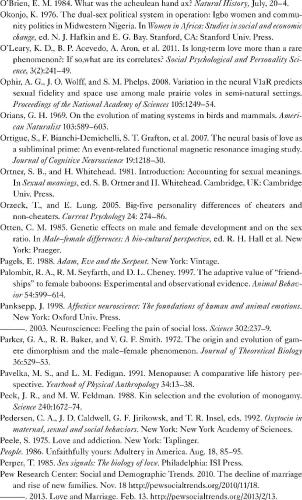 O'Brien, E. M. 1984. What was the acheulean hand ax? Natural History, July, 20–4.
Okonjo, K. 1976. The dual-sex political system in operation: Igbo women and commu-
nity politics in Midwestern Nigeria. In Women in Africa: Studies in social and economic
change, ed. N. J. Hafkin and E. G. Bay. Stanford, CA: Stanford Univ. Press.
O'Leary, K. D., B. P. Acevedo, A. Aron, et al. 2011. Is long-term love more than a rare
phenomenon? If so,what are its correlates? Social Psychological and Personality Sci-
ence, 3(2):241–49.
Ophir, A. G., J. O. Wolff, and S. M. Phelps. 2008. Variation in the neural V1aR predicts
sexual fidelity and space use among male prairie voles in semi-natural settings.
Proceedings of the National Academy of Sciences 105:1249–54.
Orians, G. H. 1969. On the evolution of mating systems in birds and mammals. Ameri-
can Naturalist 103:589–603.
Ortigue, S., F. Bianchi-Demicheli, S. T. Grafton, et al. 2007. The neural basis of love as
a subliminal prime: An event-related functional magnetic resonance imaging study.
Journal of Cognitive Neuroscience 19:1218–30.
Ortner, S. B., and H. Whitehead. 1981. Introduction: Accounting for sexual meanings.
In Sexual meanings, ed. S. B. Ortner and H. Whitehead. Cambridge, UK: Cambridge
Univ. Press.
Orzeck, T., and E. Lung. 2005. Big-five personality differences of cheaters and
non-cheaters. Current Psychology 24: 274–86.
Otten, C. M. 1985. Genetic effects on male and female development and on the sex
ratio. In Male–female differences: A bio-cultural perspective, ed. R. H. Hall et al. New
York: Praeger.
Pagels, E. 1988. Adam, Eve and the Serpent. New York: Vintage.
Palombit, R. A., R. M. Seyfarth, and D. L. Cheney. 1997. The adaptive value of “friend-
ships” to female baboons: Experimental and observational evidence. Animal Behav-
ior 54:599–614.
Panksepp, J. 1998. Affective neuroscience: The foundations of human and animal emotions.
New York: Oxford Univ. Press.
———. 2003. Neuroscience: Feeling the pain of social loss. Science 302:237–9.
Parker, G. A., R. R. Baker, and V. G. F. Smith. 1972. The origin and evolution of gam-
ete dimorphism and the male–female phenomenon. Journal of Theoretical Biology
36:529–53.
Pavelka, M. S., and L. M. Fedigan. 1991. Menopause: A comparative life history per-
spective. Yearbook of Physical Anthropology 34:13–38.
Peck, J. R., and M. W. Feldman. 1988. Kin selection and the evolution of monogamy.
Science 240:1672–74.
Pedersen, C. A., J. D. Caldwell, G. F. Jirikowski, and T. R. Insel, eds. 1992. Oxytocin in
maternal, sexual and social behaviors. New York: New York Academy of Sciences.
Peele, S. 1975. Love and addiction. New York: Taplinger.
People. 1986. Unfaithfully yours: Adultery in America. Aug. 18, 85–95.
Perper, T. 1985. Sex signals: The biology of love. Philadelphia: ISI Press.
Pew Research Center: Social and Demographic Trends. 2010. The decline of marriage
and rise of new families. Nov. 18 http://pewsocialtrends.org/2010/11/18.
———. 2013. Love and Marriage. Feb. 13. http://pewsocialtrends.org/2013/2/13.